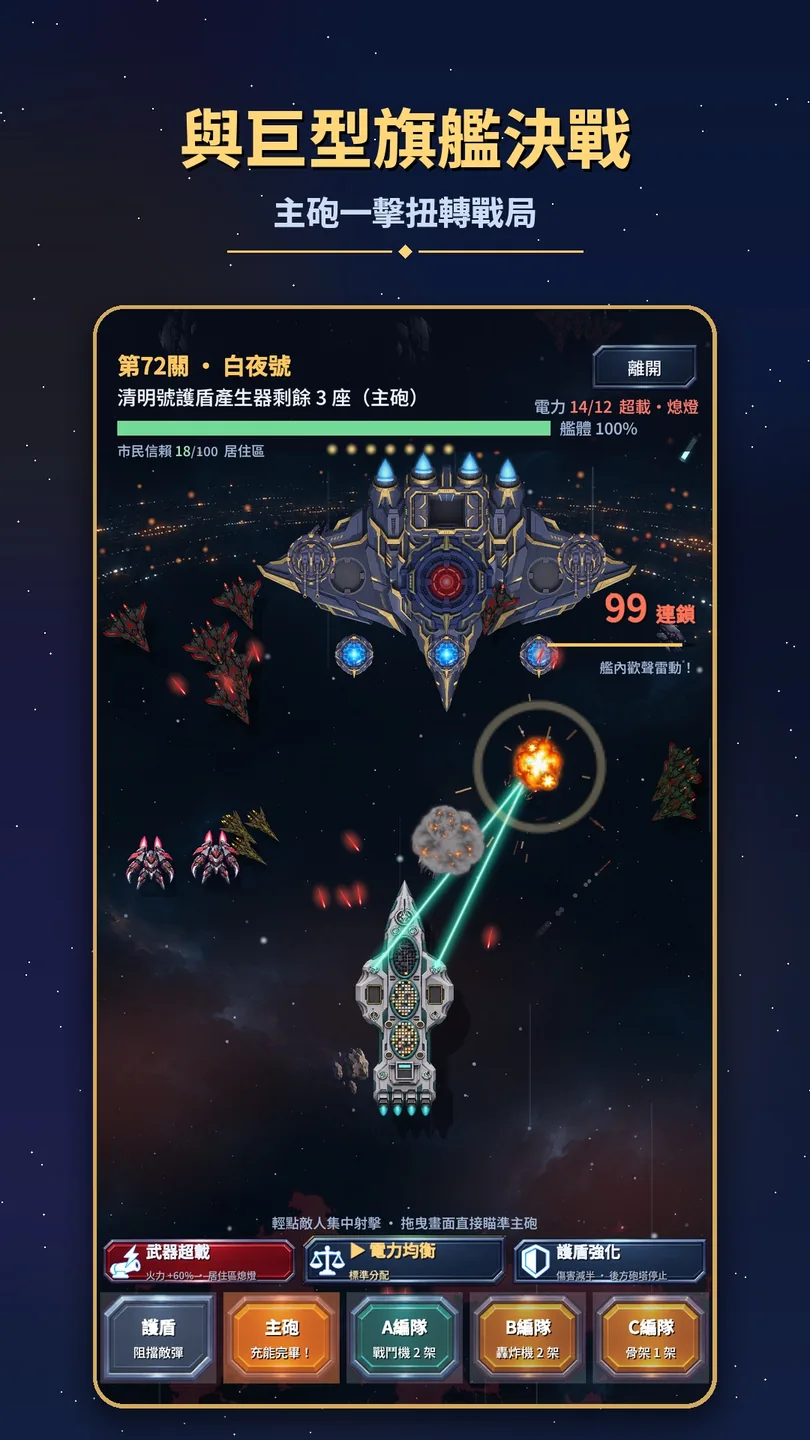 與巨型旗艦決戰
主砲一擊扭轉戰局
第72關 · 白夜號
離開
清明號護盾產生器剩餘 3 座（主砲）
電力 14/12 超載·熄燈
艦體 100%
市民信賴 18/100 居住區
99 連鎖
艦內歡聲雷動！
輕點敵人集中射擊 · 拖曳畫面直接瞄準主砲
武器超載
火力 +60% — 居住區熄燈
▶ 電力均衡
標準分配
護盾強化
傷害減半 · 後方砲塔停止
護盾
阻擋敵彈
主砲
充能完畢！
A編隊
戰鬥機 2 架
B編隊
轟炸機 2 架
C編隊
骨架 1 架